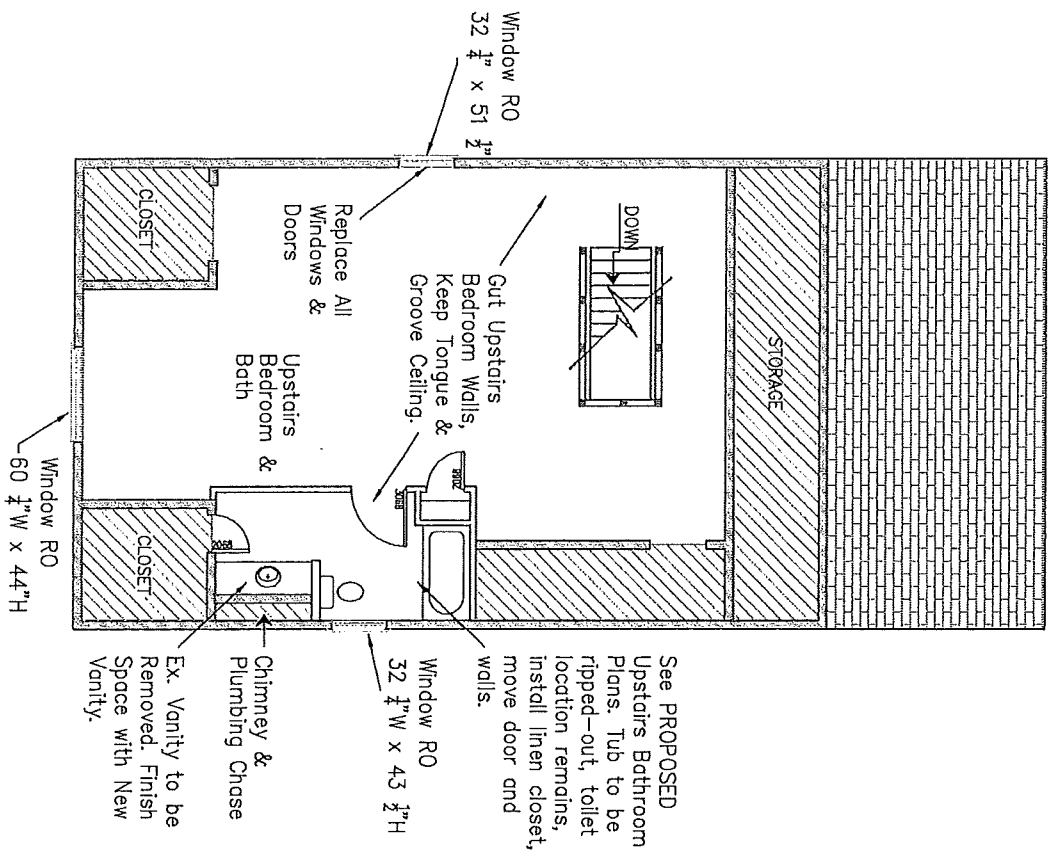 Window RO
32 1/4" x 51 1/2"
CLOSET
Replace All
Windows &
Doors
DOWN
Gut Upstairs
Bedroom Walls,
Keep Tongue &
Groove Ceiling.
STORAGE
Upstairs
Bedroom &
Bath
Window RO
60 1/4"W x 44"H
CLOSET
2068
3068
2068
See PROPOSED
Upstairs Bathroom
Plans. Tub to be
ripped-out, toilet
location remains,
install linen closet,
move door and
walls.
Window RO
32 1/4"W x 43 1/2"H
Chimney &
Plumbing Chase
Ex. Vanity to be
Removed. Finish
Space with New
Vanity.